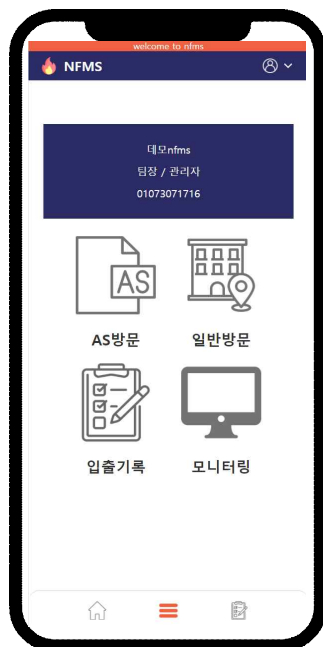 welcome to nfms
NFMS
데모nfms
팀장 / 관리자
01073071716
AS
AS방문
일반방문
입출기록
모니터링